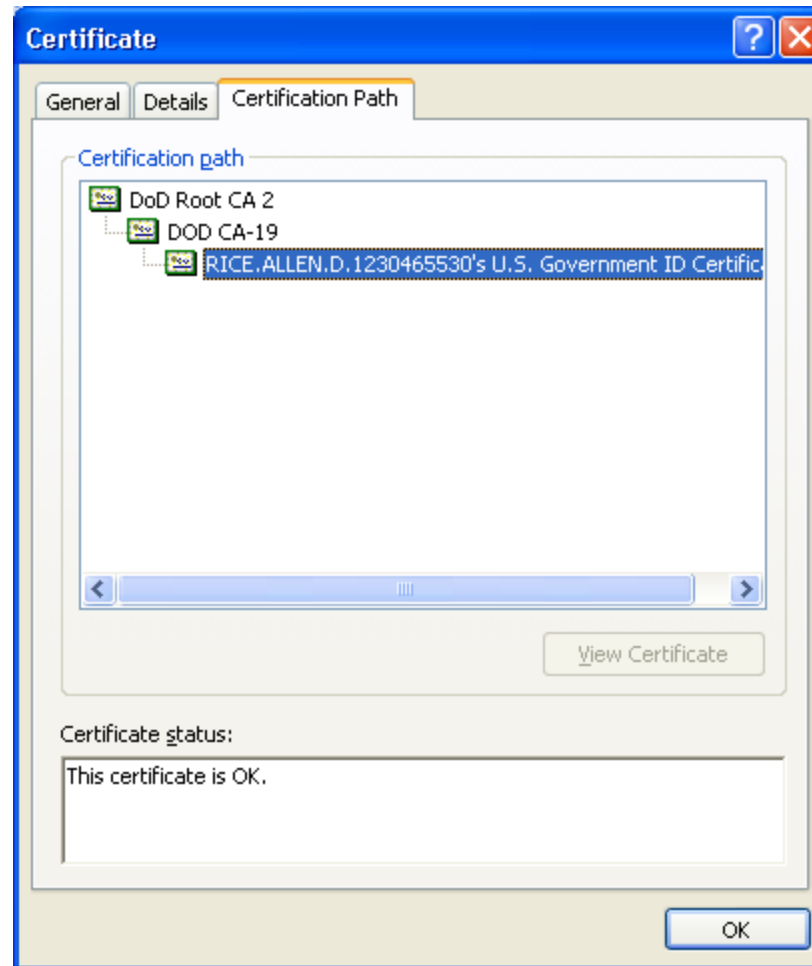 Certificate
General Details Certification Path
Certification path
DoD Root CA 2
DOD CA-19
RICE.ALLEN.D.1230465530's U.S. Government ID Certific
View Certificate
Certificate status:
This certificate is OK.
OK